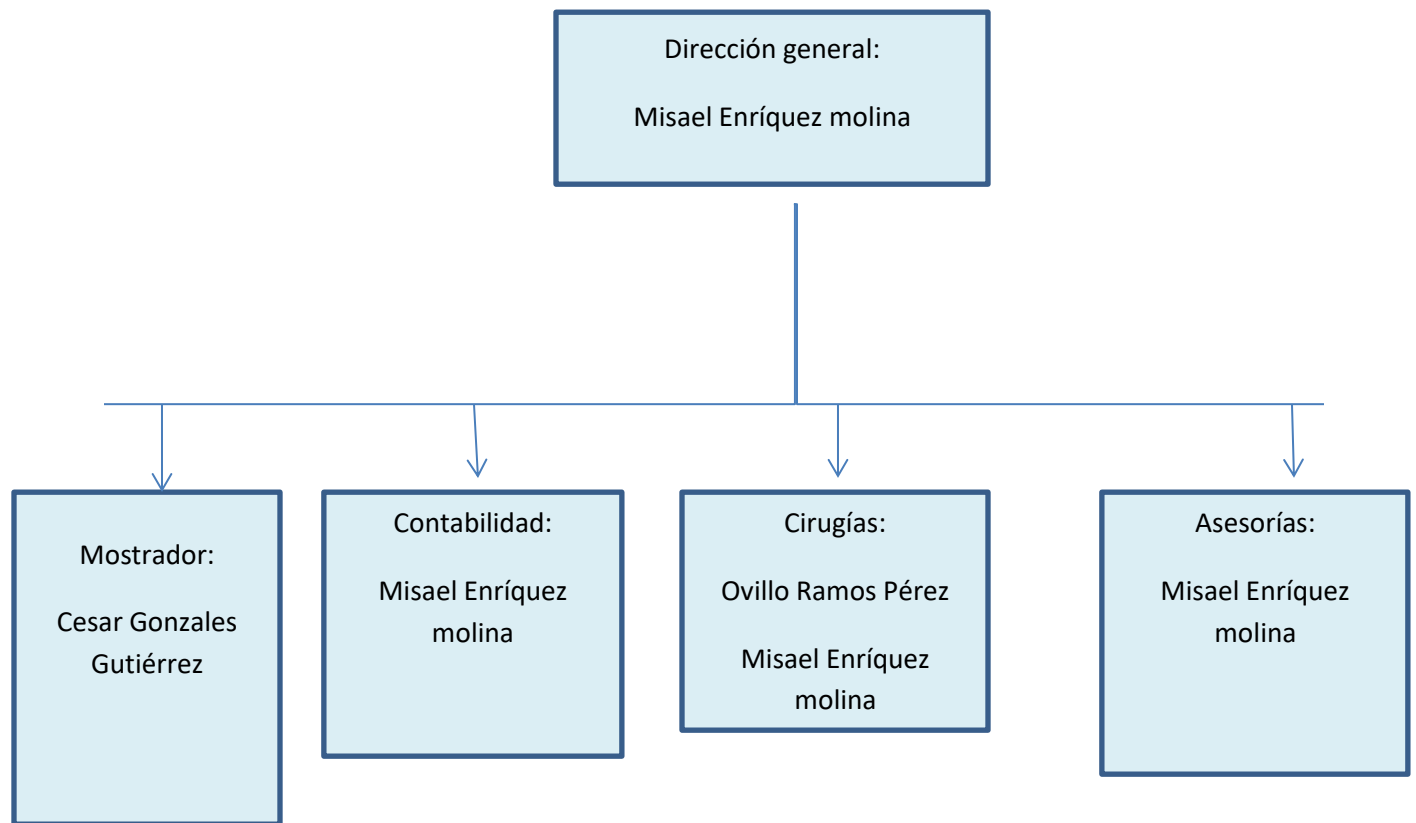 Dirección general:
Misael Enríquez molina
Mostrador:
Cesar Gonzales
Gutiérrez
Contabilidad:
Misael Enríquez
molina
Cirugías:
Ovillo Ramos Pérez
Misael Enríquez
molina
Asesorías:
Misael Enríquez
molina